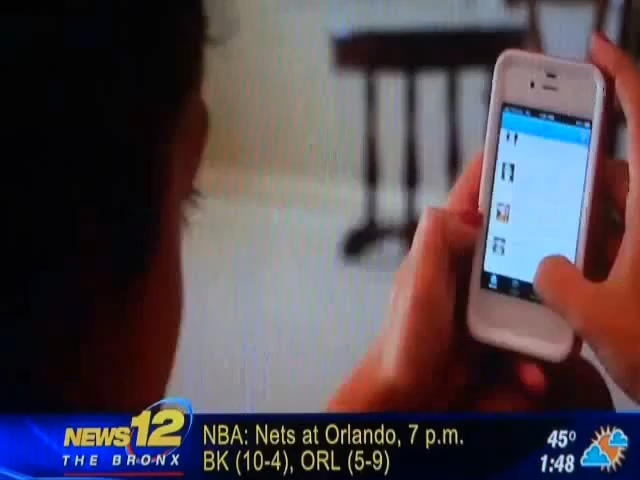 NEWS 12
THE BRONX
NBA: Nets at Orlando, 7 p.m.
BK (10-4), ORL (5-9)
45°
1:48